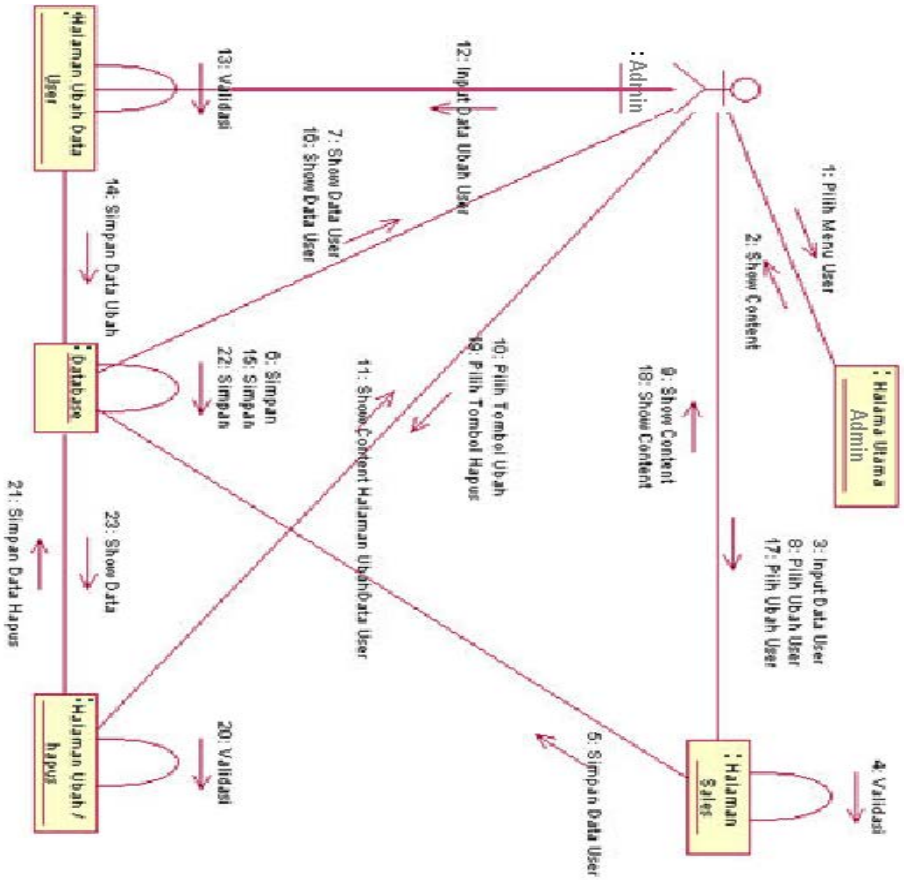 : Admin
1: Pilih Menu User
2: Show Content
: Halama Utama
Admin
3: Input Data User
8: Pilih Ubah User
17: Pilih Ubah User
9: Show Content
18: Show Content
4: Validasi
: Halaman
Sales
5: Simpan Data User
10: Pilih Tombol Ubah
19: Pilih Tombol Hapus
11: Show Content Halaman UbahData User
7: Show Data User
16: Show Data User
12: Input Data Ubah User
13: Validasi
: Halaman Ubah Data
User
14: Simpan Data Ubah
6: Simpan
15: Simpan
22: Simpan
: Database
23: Show Data
21: Simpan Data Hapus
20: Validasi
: Halaman Ubah /
hapus